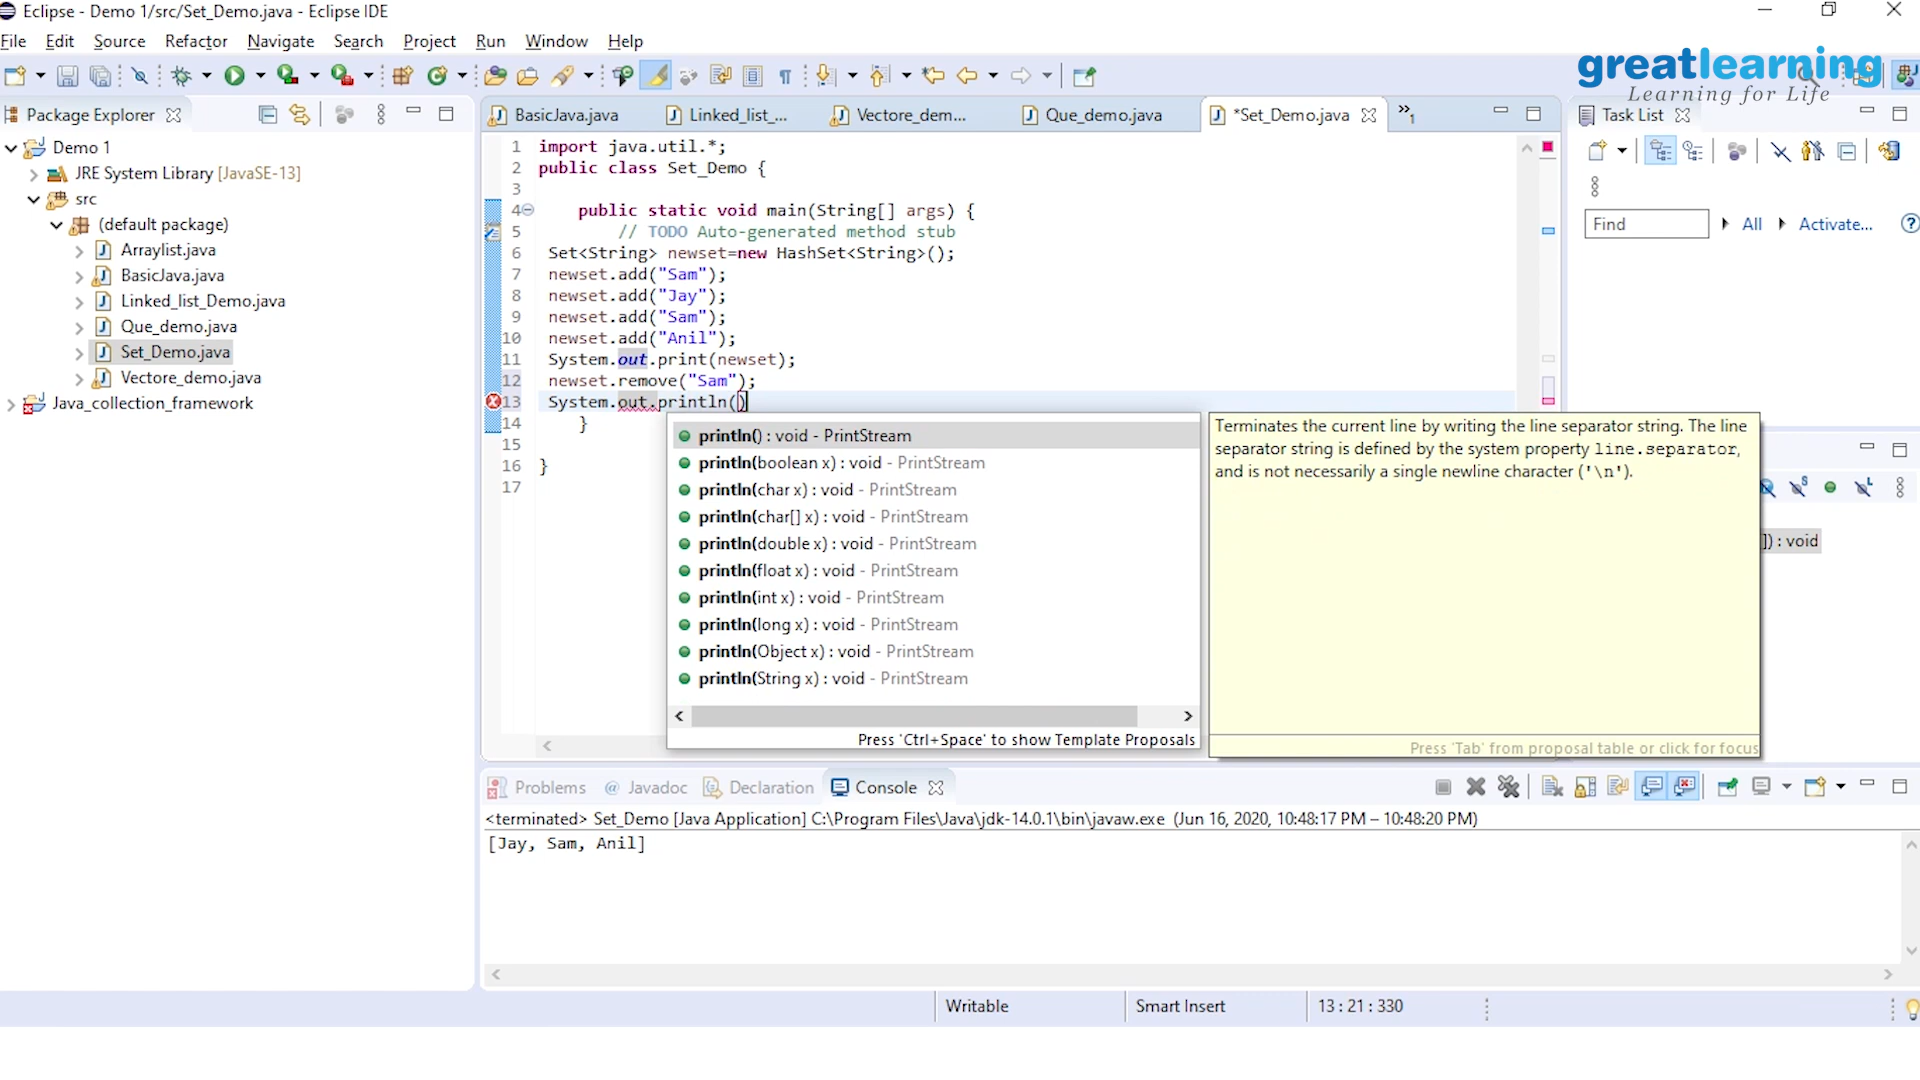 Eclipse - Demo 1/src/Set_Demo.java - Eclipse IDE
File Edit Source Refactor Navigate Search Project Run Window Help
greatlearning
Learning for Life
Package Explorer
BasicJava.java Linked_list_... Vectore_dem... Que_demo.java *Set_Demo.java »1
Task List
Demo 1
JRE System Library [JavaSE-13]
src
(default package)
Arraylist.java
BasicJava.java
Linked_list_Demo.java
Que_demo.java
Set_Demo.java
Vectore_demo.java
Java_collection_framework
1 import java.util.*;
2 public class Set_Demo {
3
4 public static void main(String[] args) {
5 // TODO Auto-generated method stub
6 Set<String> newset=new HashSet<String>();
7 newset.add("Sam");
8 newset.add("Jay");
9 newset.add("Sam");
10 newset.add("Anil");
11 System.out.print(newset);
12 newset.remove("Sam");
13 System.out.println()
14 }
15
16 }
17
Find All Activate...
println() : void - PrintStream
println(boolean x) : void - PrintStream
println(char x) : void - PrintStream
println(char[] x) : void - PrintStream
println(double x) : void - PrintStream
println(float x) : void - PrintStream
println(int x) : void - PrintStream
println(long x) : void - PrintStream
println(Object x) : void - PrintStream
println(String x) : void - PrintStream
Press 'Ctrl+Space' to show Template Proposals
Terminates the current line by writing the line separator string. The line
separator string is defined by the system property line.separator,
and is not necessarily a single newline character ('\n').
Press 'Tab' from proposal table or click for focus
]) : void
Problems @ Javadoc Declaration Console
<terminated> Set_Demo [Java Application] C:\Program Files\Java\jdk-14.0.1\bin\javaw.exe (Jun 16, 2020, 10:48:17 PM – 10:48:20 PM)
[Jay, Sam, Anil]
Writable Smart Insert 13 : 21 : 330